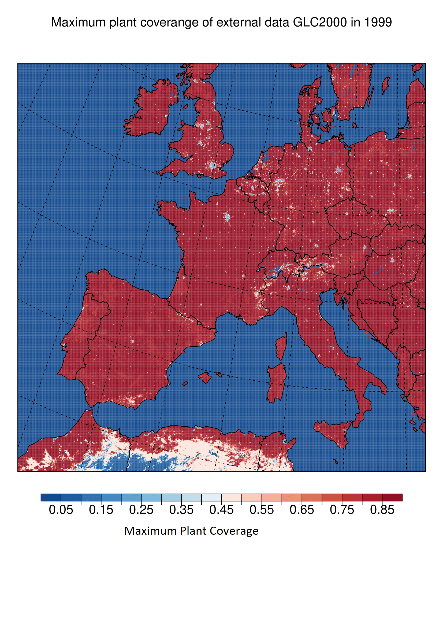 Maximum plant coverange of external data GLC2000 in 1999
0.05 0.15 0.25 0.35 0.45 0.55 0.65 0.75 0.85
Maximum Plant Coverage